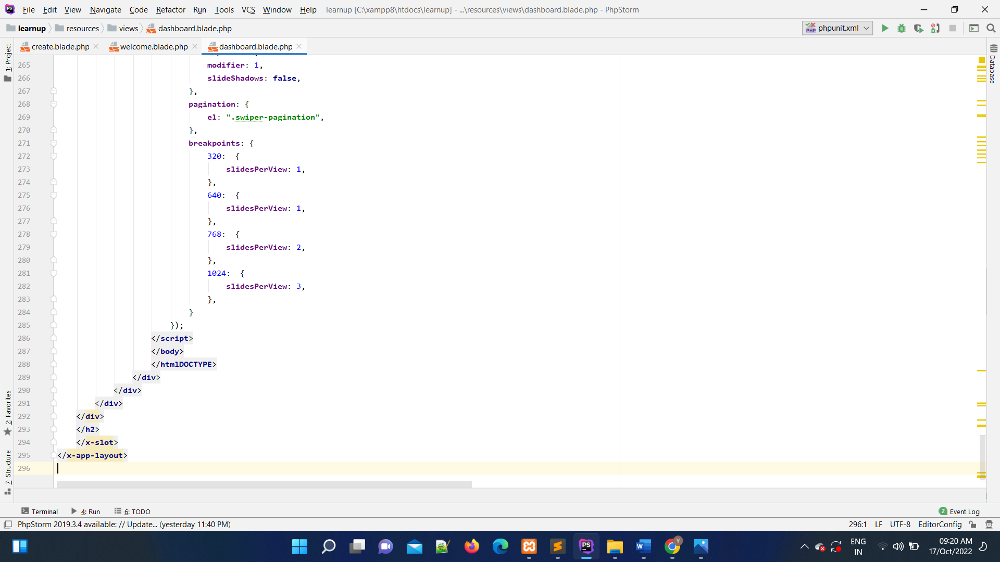 File Edit View Navigate Code Refactor Run Tools VCS Window Help learnup [C:\xampp8\htdocs\learnup] - ...\resources\views\dashboard.blade.php - PhpStorm
learnup resources views dashboard.blade.php phpunit.xml
create.blade.php welcome.blade.php dashboard.blade.php
1: Project
Database
265 modifier: 1,
266 slideShadows: false,
267 },
268 pagination: {
269 el: ".swiper-pagination",
270 },
271 breakpoints: {
272 320: {
273 slidesPerView: 1,
274 },
275 640: {
276 slidesPerView: 1,
277 },
278 768: {
279 slidesPerView: 2,
280 },
281 1024: {
282 slidesPerView: 3,
283 },
284 }
285 });
286 </script>
287 </body>
288 </htmlDOCTYPE>
289 </div>
290 </div>
291 </div>
292 </div>
293 </h2>
294 </x-slot>
295 </x-app-layout>
296
2: Favorites
7: Structure
Terminal 4: Run 6: TODO 2 Event Log
PhpStorm 2019.3.4 available: // Update... (yesterday 11:40 PM) 296:1 LF UTF-8 EditorConfig
ENG
IN
09:20 AM
17/Oct/2022